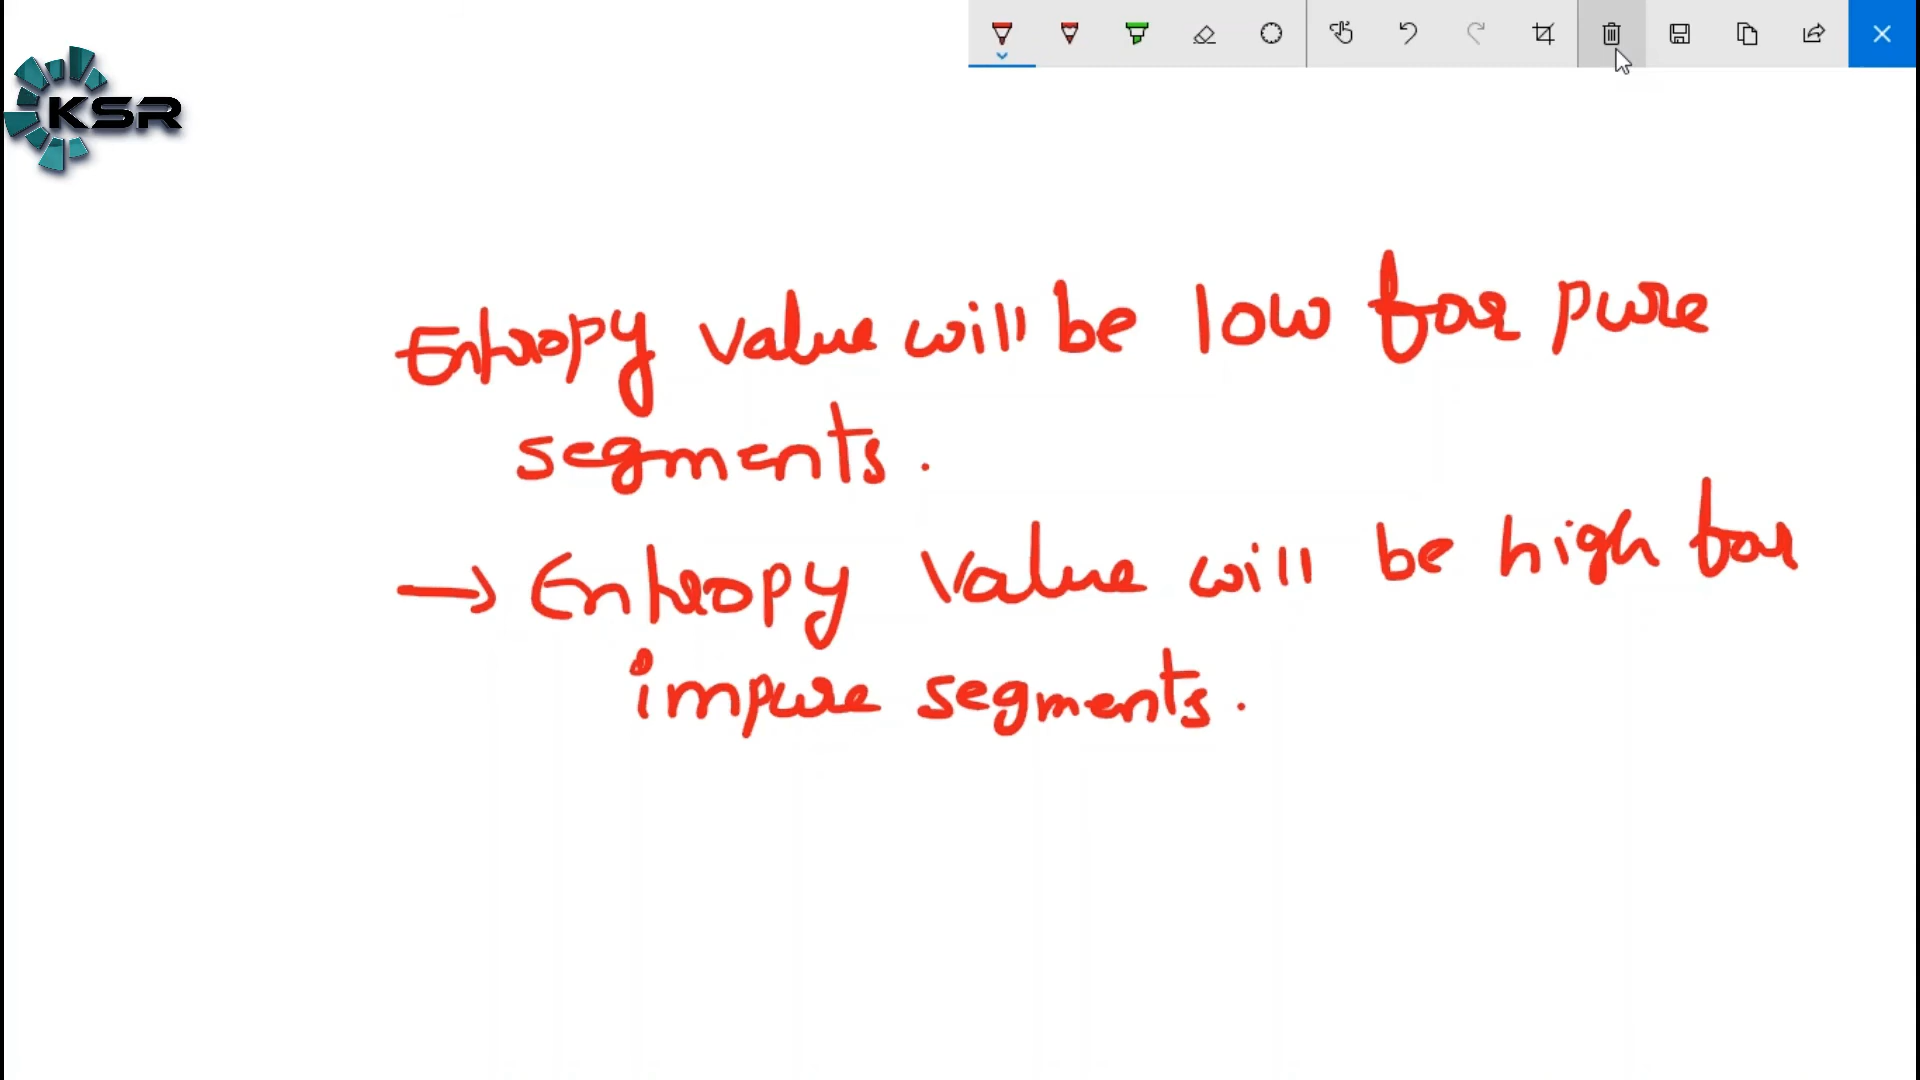 KSR
Entropy value will be low for pure
segments.
→ Entropy value will be high for
impure segments.